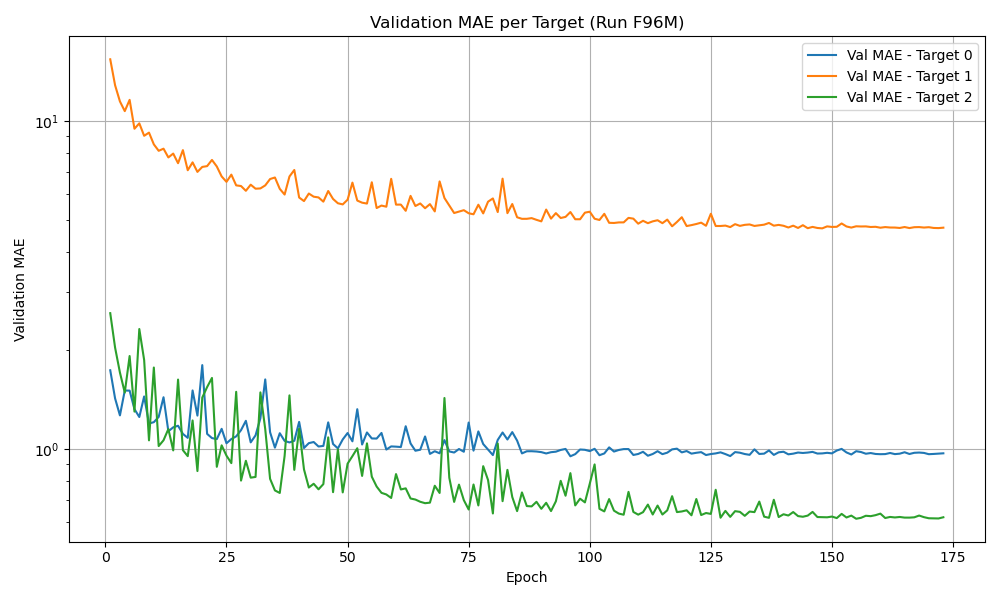 Validation MAE per Target (Run F96M)
Val MAE - Target 0
Val MAE - Target 1
Val MAE - Target 2
Validation MAE
10¹
10⁰
0 25 50 75 100 125 150 175
Epoch